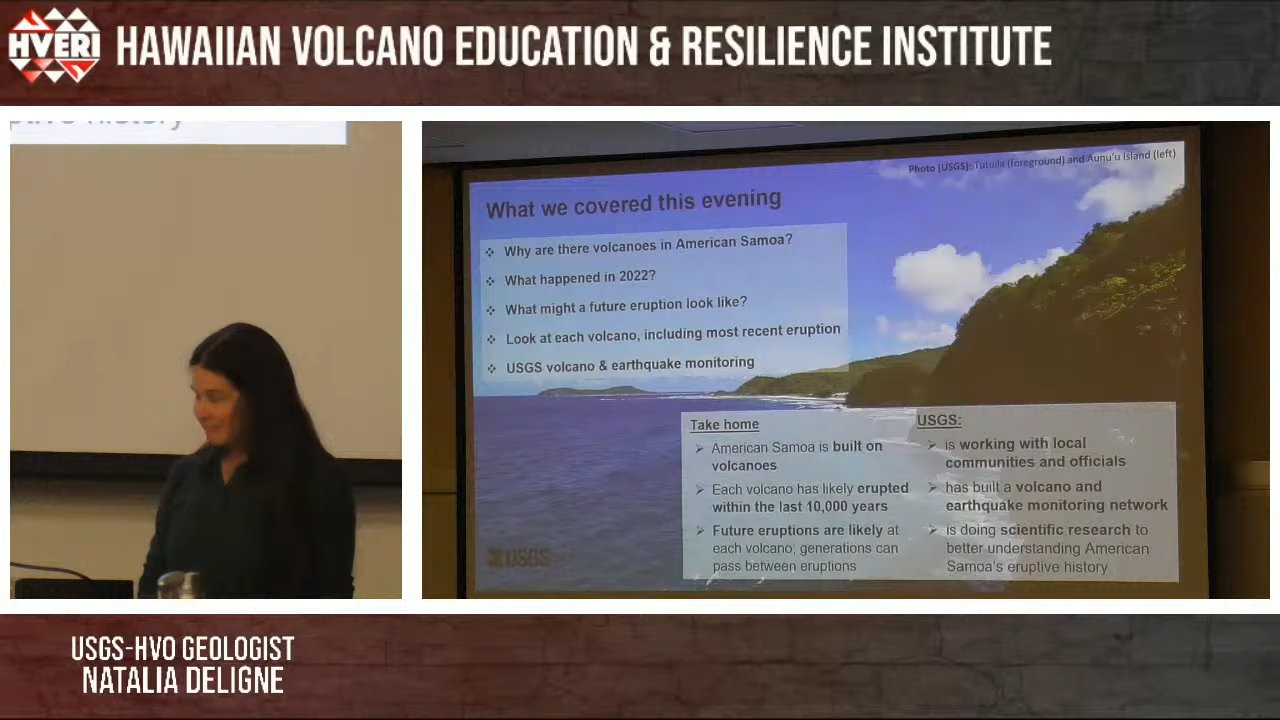 HVERI
HAWAIIAN VOLCANO EDUCATION & RESILIENCE INSTITUTE
Photo (USGS): Tutuila (foreground) and Aunu'u Island (left)
What we covered this evening
❖ Why are there volcanoes in American Samoa?
❖ What happened in 2022?
❖ What might a future eruption look like?
❖ Look at each volcano, including most recent eruption
❖ USGS volcano & earthquake monitoring
Take home
➢ American Samoa is built on
volcanoes
➢ Each volcano has likely erupted
within the last 10,000 years
➢ Future eruptions are likely at
each volcano; generations can
pass between eruptions
USGS:
➢ is working with local
communities and officials
➢ has built a volcano and
earthquake monitoring network
➢ is doing scientific research to
better understanding American
Samoa's eruptive history
USGS
USGS-HVO GEOLOGIST
NATALIA DELIGNE